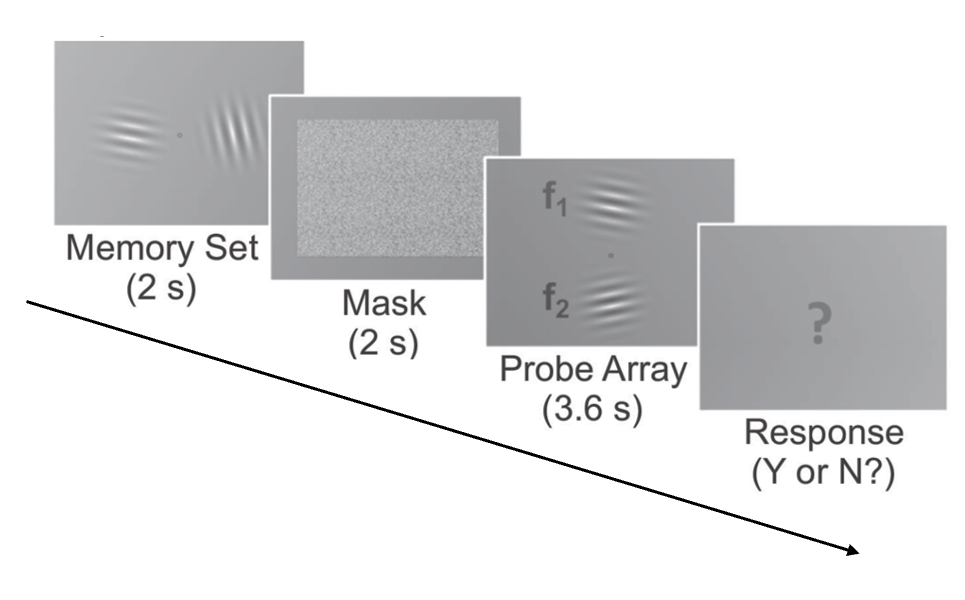 Memory Set
(2 s)
Mask
(2 s)
f₁
f₂
Probe Array
(3.6 s)
?
Response
(Y or N?)